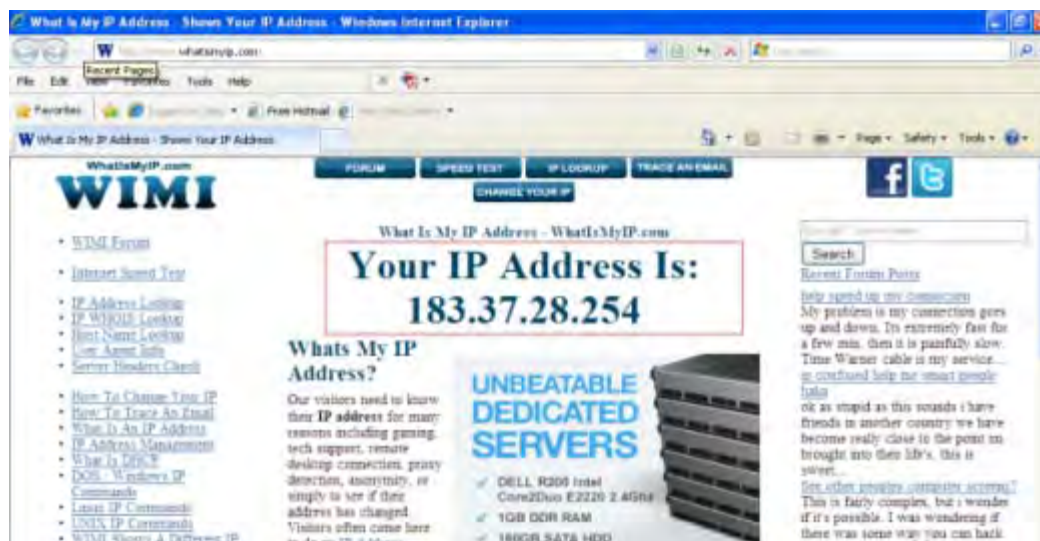 What Is My IP Address - Shows Your IP Address - Windows Internet Explorer
whatsmyip.com
Recent Pages
File Edit View Favorites Tools Help
Favorites Free Hotmail
What Is My IP Address - Shows Your IP Address
Page Safety Tools
WhatIsMyIP.com
WIMI
FORUM SPEED TEST IP LOOKUP TRACE AN EMAIL
CHANGE YOUR IP
WIMI Forum
Internet Speed Test
IP Address Lookup
IP WHOIS Lookup
Host Name Lookup
User Agent Info
Server Headers Check
How To Change Your IP
How To Trace An Email
What Is An IP Address
IP Address Management
What Is DHCP
DOS - Windows IP
Commands
Linux IP Commands
UNIX IP Commands
WIMI Shows A Different IP
What Is My IP Address - WhatIsMyIP.com
Your IP Address Is:
183.37.28.254
Whats My IP
Address?
Our visitors need to know
their IP address for many
reasons including gaming,
tech support, remote
desktop connection, proxy
detection, anonymity, or
simply to see if their
address has changed.
Visitors often come here
UNBEATABLE
DEDICATED
SERVERS
DELL R200 Intel
Core2Duo E2220 2.4Ghz
1GB DDR RAM
160GB SATA HDD
Search
Recent Forum Posts
help speed up my connection
My problem is my connection goes
up and down. Its extremely fast for
a few min, then it is painfully slow.
Time Warner cable is my service....
so confused help me smart people
haha
ok as stupid as this sounds i have
friends in another country we have
become really close to the point im
brought into their life's, this is
sweet...
See other peoples computer screens?
This is fairly complex, but i wonder
if it's possible. I was wondering if
there was some way you can hack